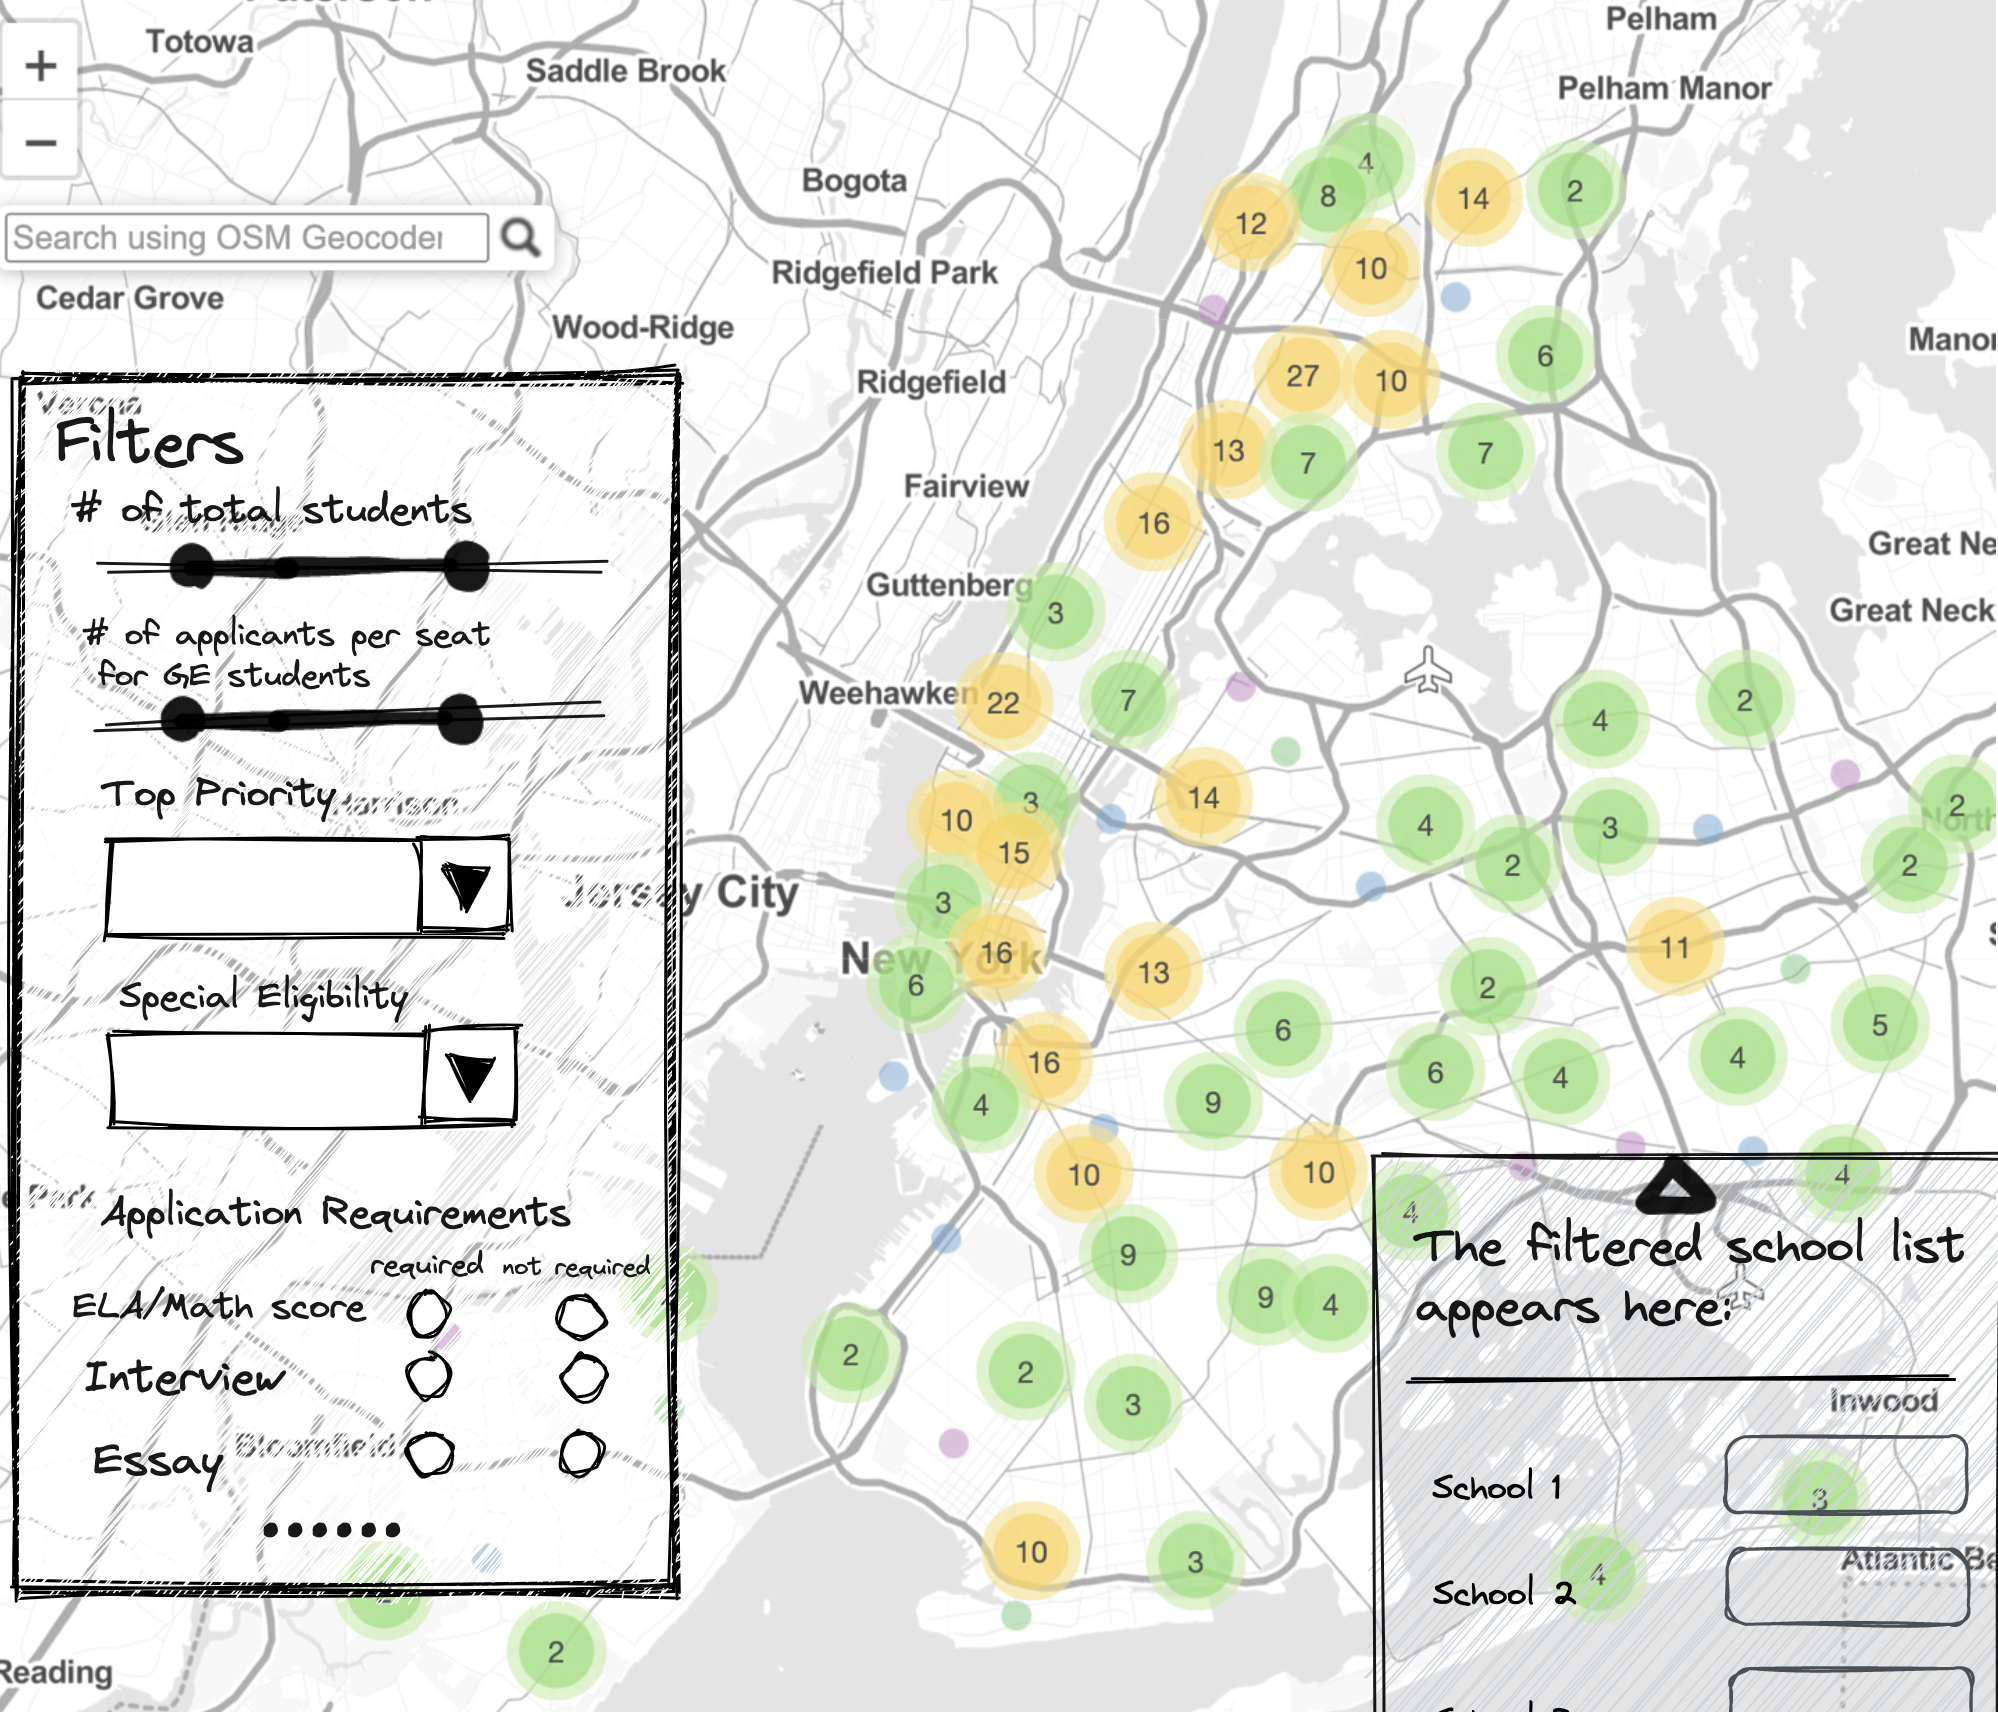 Totowa
Saddle Brook
Pelham
Pelham Manor
+
−
Bogota
4
8
14
2
12
Search using OSM Geocoder
10
Ridgefield Park
Cedar Grove
Wood-Ridge
Manor
6
27
10
Ridgefield
Verona
Filters
13
7
7
Fairview
# of total students
16
Great Ne
Guttenberg
3
Great Neck
# of applicants per seat
for GE students
Weehawken
22
7
4
2
Top Priority
Harrison
10
3
15
14
4
3
2
2
2
North
Jersey City
3
New York
16
13
11
6
2
Special Eligibility
16
6
5
4
4
9
6
4
10
10
4
4
e Park
Application Requirements
required not required
9
The filtered school list
appears here:
ELA/Math score
9
4
2
2
3
Interview
Inwood
Essay
Bloomfield
School 1
3
10
3
School 2
4
Atlantic Be
2
Reading